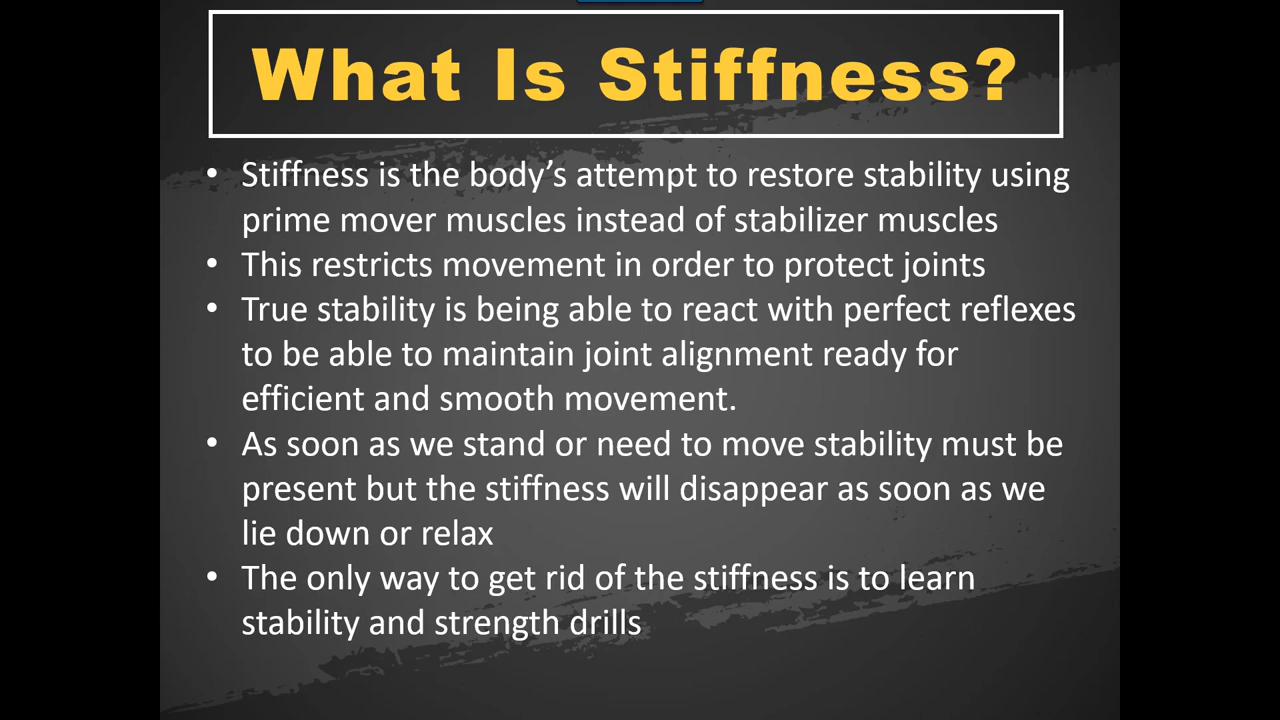 What Is Stiffness?
• Stiffness is the body’s attempt to restore stability using
prime mover muscles instead of stabilizer muscles
• This restricts movement in order to protect joints
• True stability is being able to react with perfect reflexes
to be able to maintain joint alignment ready for
efficient and smooth movement.
• As soon as we stand or need to move stability must be
present but the stiffness will disappear as soon as we
lie down or relax
• The only way to get rid of the stiffness is to learn
stability and strength drills